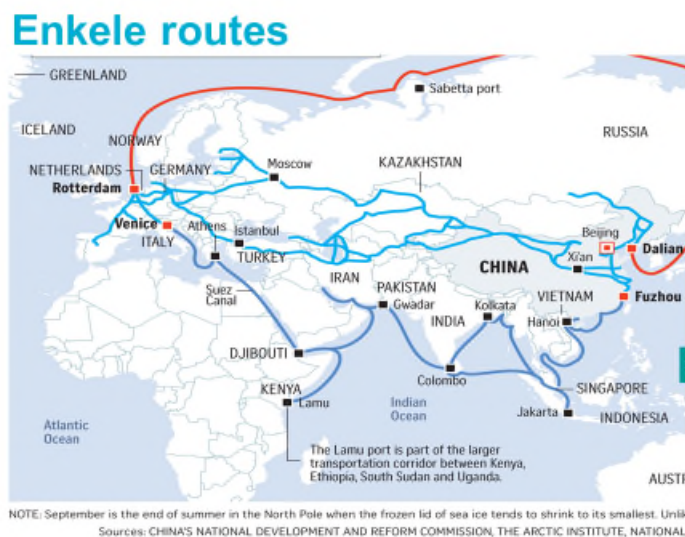 Enkele routes
GREENLAND
Sabetta port
ICELAND
NORWAY
RUSSIA
NETHERLANDS
GERMANY
Moscow
KAZAKHSTAN
Rotterdam
Venice
Athens
Istanbul
Beijing
ITALY
TURKEY
Xi'an
Dalian
CHINA
IRAN
PAKISTAN
Suez
Canal
Gwadar
Kolkata
VIETNAM
Fuzhou
INDIA
Hanoi
DJIBOUTI
KENYA
Lamu
Colombo
SINGAPORE
Indian
Ocean
Jakarta
INDONESIA
Atlantic
Ocean
The Lamu port is part of the larger
transportation corridor between Kenya,
Ethiopia, South Sudan and Uganda.
AUST
NOTE: September is the end of summer in the North Pole when the frozen lid of sea ice tends to shrink to its smallest. Unlik
Sources: CHINA'S NATIONAL DEVELOPMENT AND REFORM COMMISSION, THE ARCTIC INSTITUTE, NATIONAL